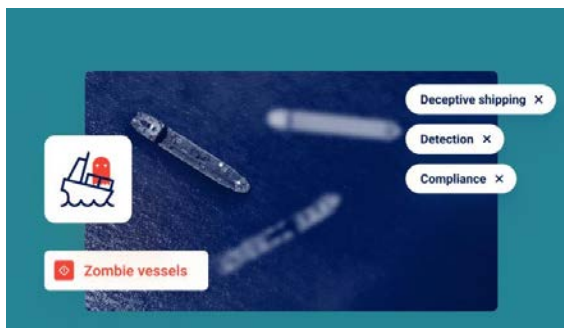 Deceptive shipping ×
Detection ×
Compliance ×
Zombie vessels